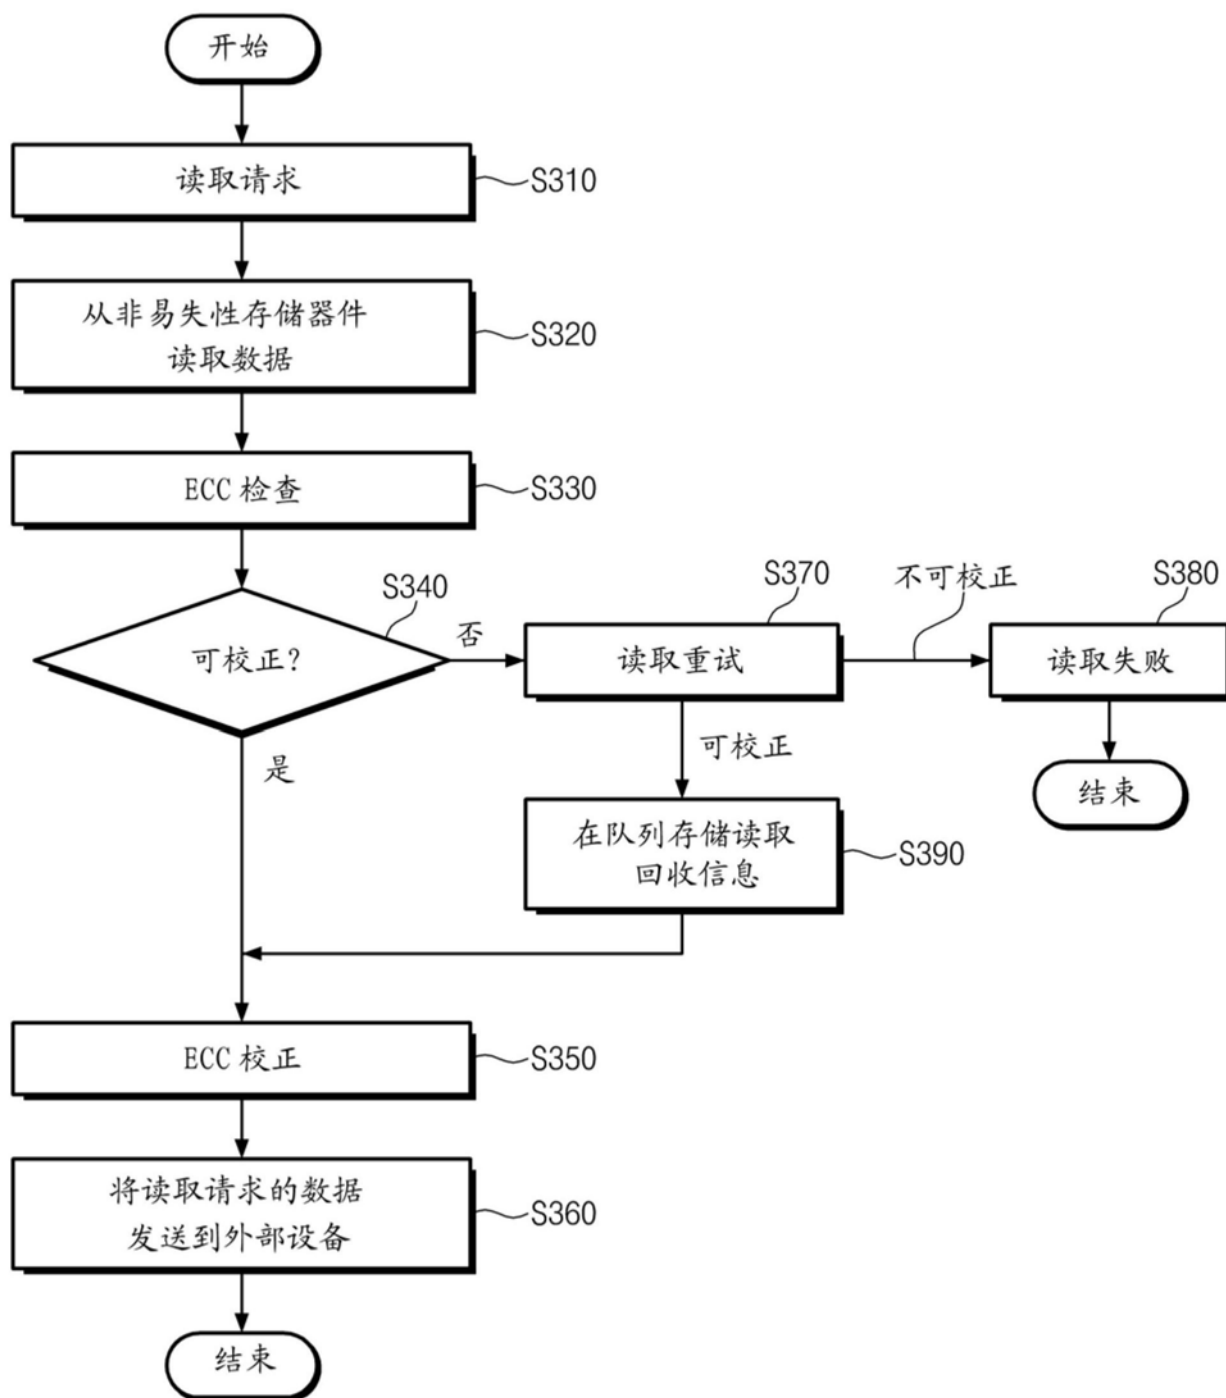 开始
读取请求
S310
从非易失性存储器件
读取数据
S320
ECC 检查
S330
可校正?
S340
否
是
读取重试
S370
不可校正
读取失败
S380
结束
可校正
在队列存储读取
回收信息
S390
ECC 校正
S350
将读取请求的数据
发送到外部设备
S360
结束